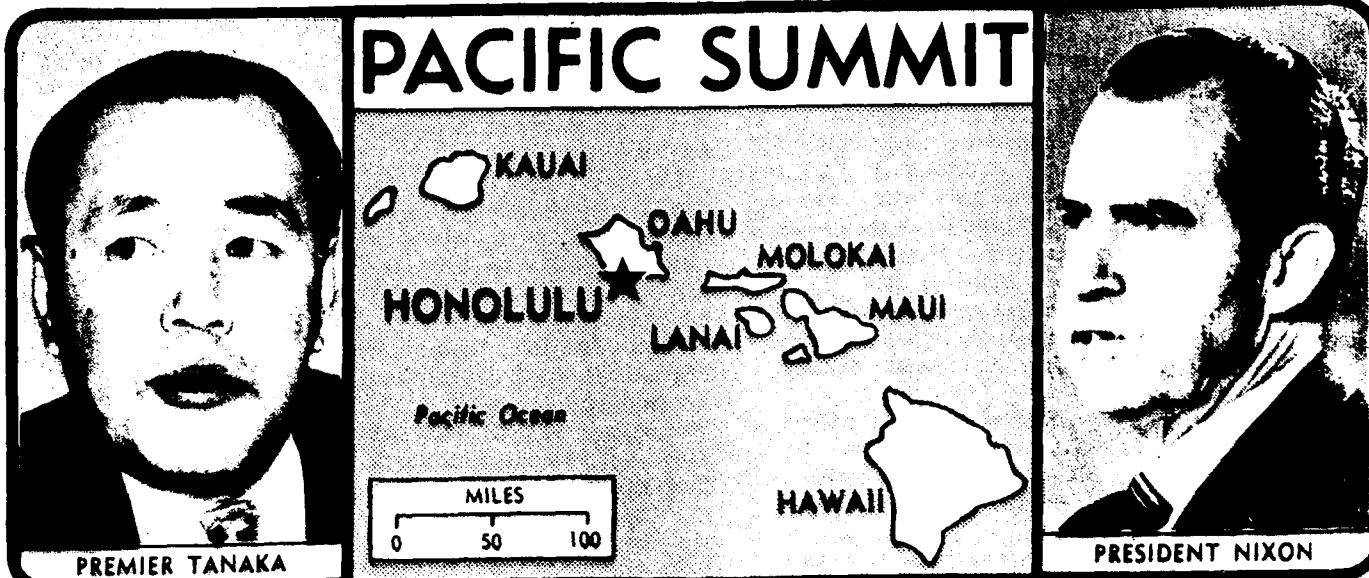 PACIFIC SUMMIT
KAUAI
OAHU
MOLOKAI
HONOLULU
MAUI
LANAI
Pacific Ocean
HAWAII
MILES
0 50 100
PREMIER TANAKA
PRESIDENT NIXON